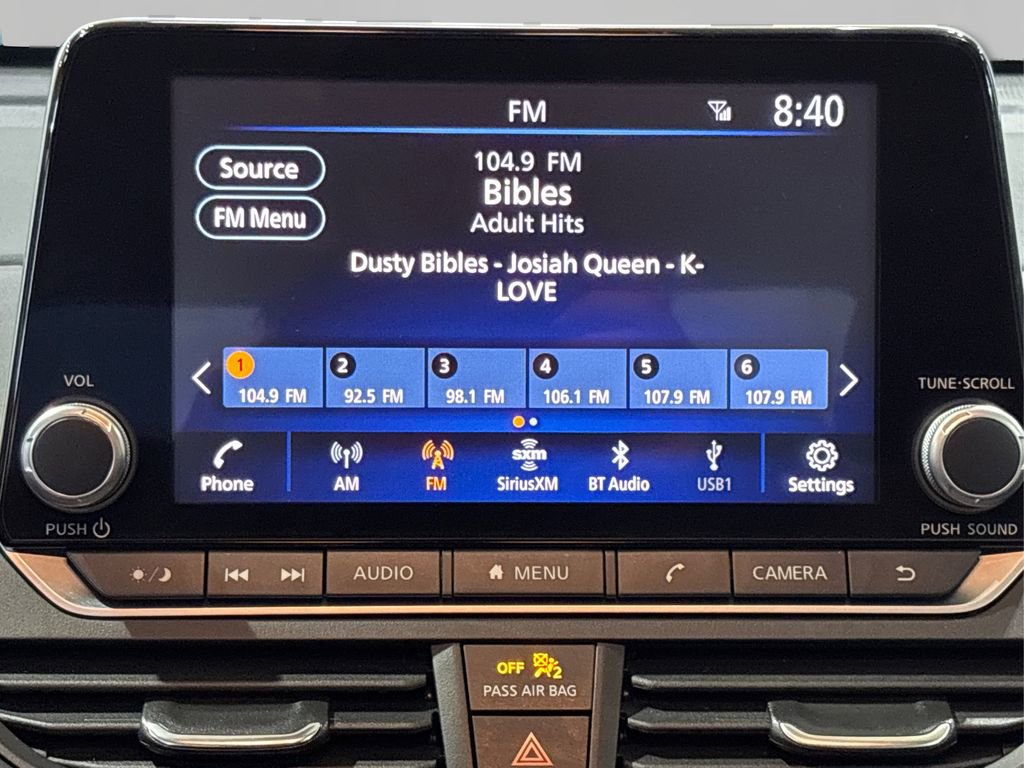 FM 8:40
Source
FM Menu
104.9 FM
Bibles
Adult Hits
Dusty Bibles - Josiah Queen - K-
LOVE
1 2 3 4 5 6
104.9 FM 92.5 FM 98.1 FM 106.1 FM 107.9 FM 107.9 FM
VOL
TUNE·SCROLL
sxm
Phone AM FM SiriusXM BT Audio USB1 Settings
PUSH
PUSH SOUND
AUDIO MENU CAMERA
OFF 2
PASS AIR BAG